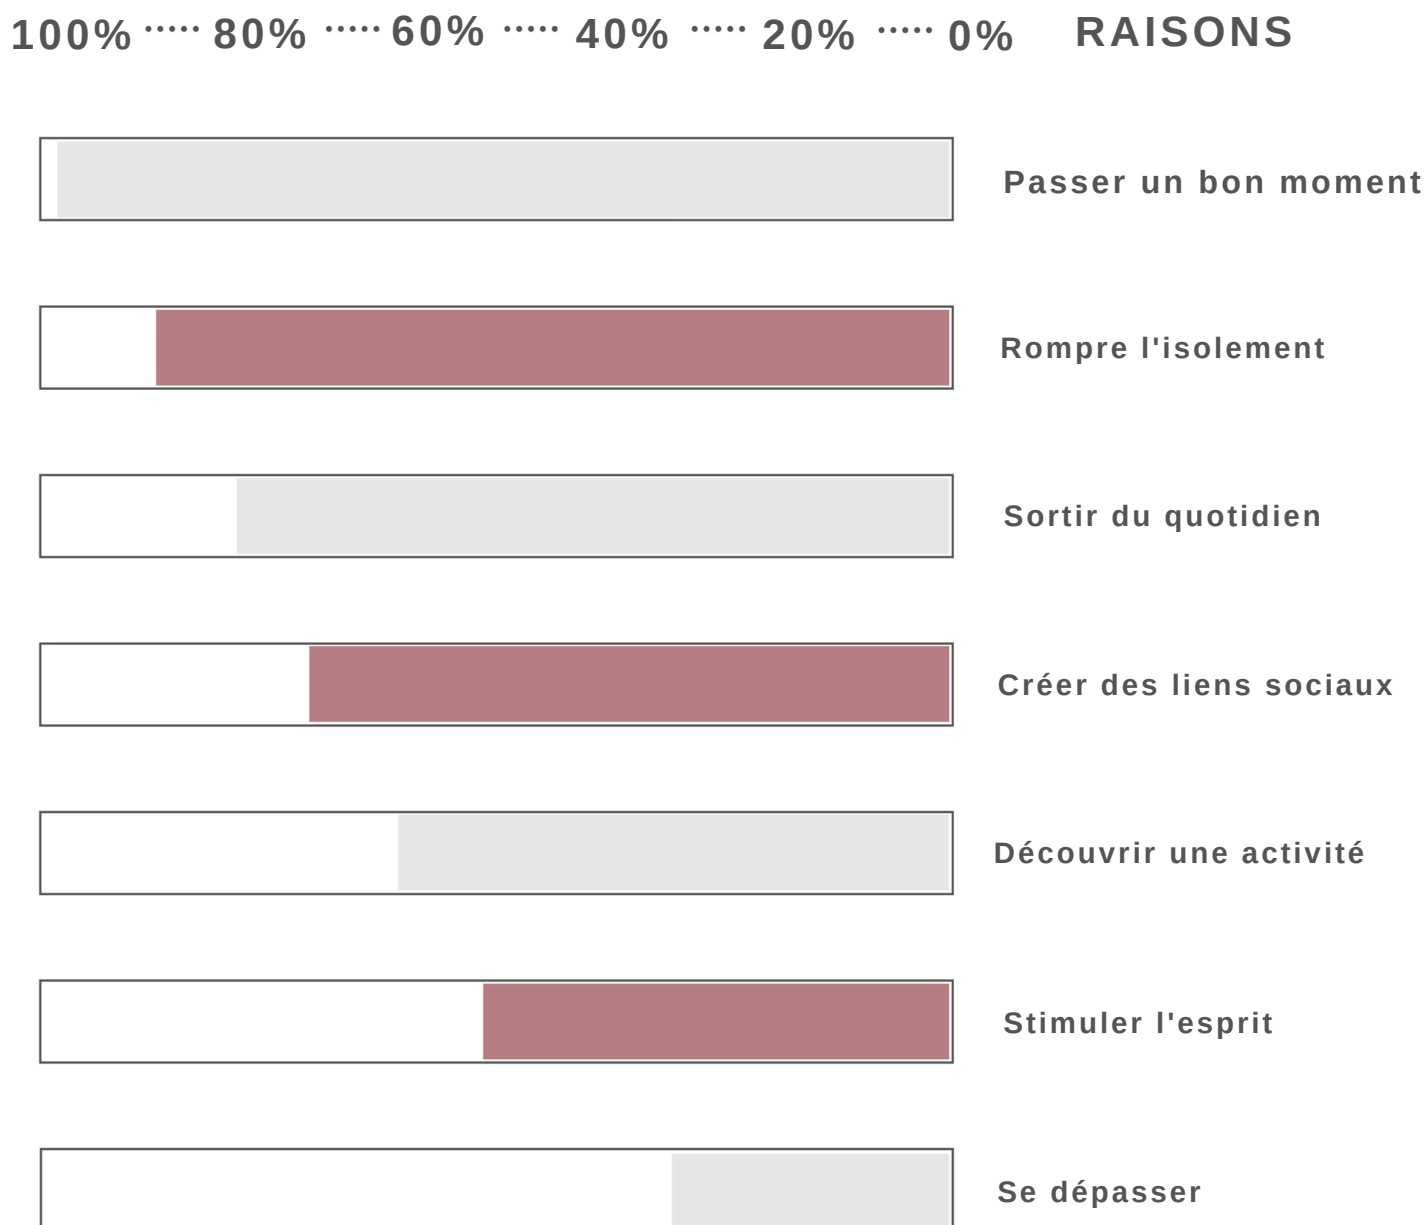 100% ····· 80% ····· 60% ····· 40% ····· 20% ····· 0% RAISONS
Passer un bon moment
Rompre l'isolement
Sortir du quotidien
Créer des liens sociaux
Découvrir une activité
Stimuler l'esprit
Se dépasser